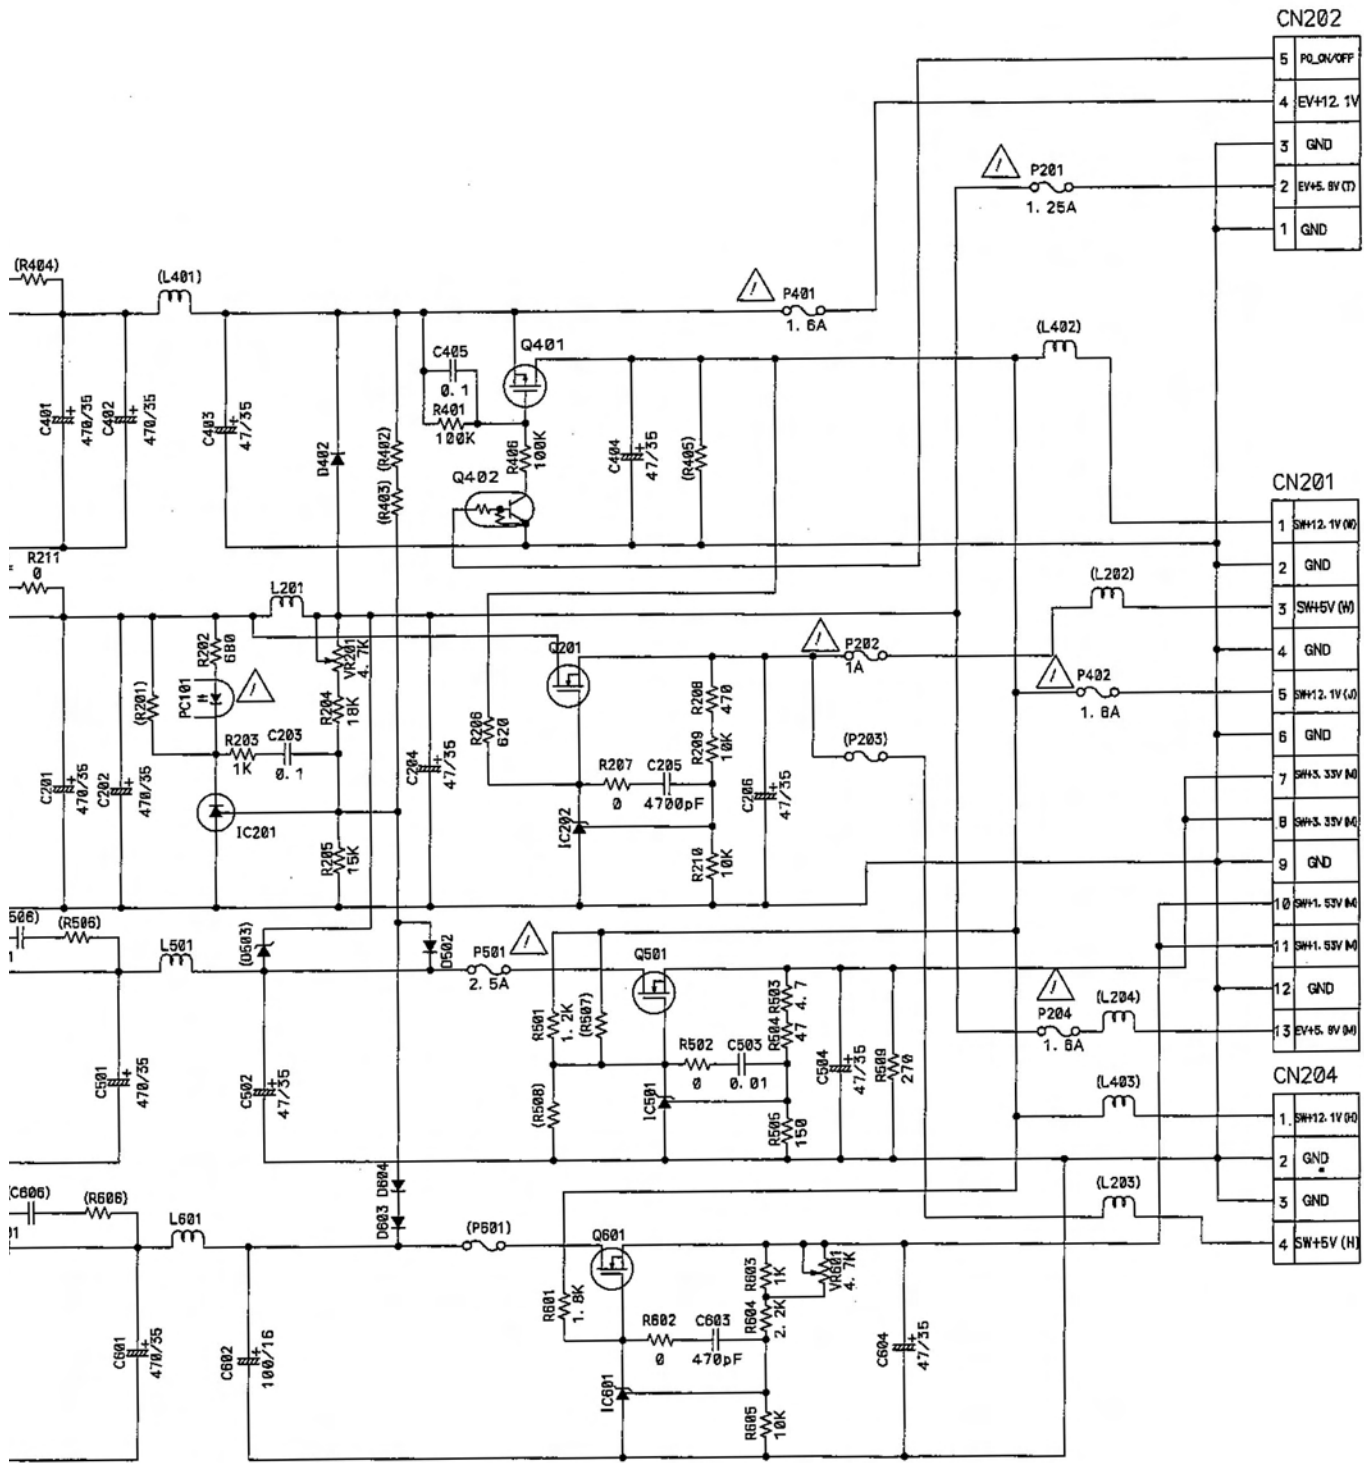 CN202
5 PO_ON/OFF
4 EV+12.1V
3 GND
2 EV+5.8V(T)
1 GND
P201
1.25A
(R404)
(L401)
P401
1.6A
(L402)
C401
470/35
C402
470/35
C403
47/35
D402
(R402)
(R403)
C405
0.1
R401
100K
Q401
R406
100K
Q402
C404
47/35
(R405)
CN201
1 SW+12.1V(W)
2 GND
3 SW+5V(W)
4 GND
5 SW+12.1V(J)
6 GND
7 SW+3.33V(M)
8 SW+3.33V(M)
9 GND
10 SW+1.53V(M)
11 SW+1.53V(M)
12 GND
13 EV+5.8V(M)
R211
0
L201
(L202)
R202
680
PC101
(R201)
VR201
4.7K
R204
18K
R203
1K
C203
0.1
C201
470/35
C202
470/35
IC201
R205
15K
C204
47/35
R206
620
Q201
P202
1A
P402
1.6A
R208
470
R209
10K
(P203)
R207
0
C205
4700pF
C206
47/35
IC202
R210
10K
506)
(R506)
L501
(D503)
D502
P501
2.5A
Q501
R501
1.2K
(R507)
R503
4.7
R504
47
R502
0
C503
0.01
C504
47/35
R509
270
P204
1.6A
(L204)
C501
470/35
C502
47/35
(R508)
IC501
R505
150
(L403)
CN204
1 SW+12.1V(H)
2 GND
3 GND
4 SW+5V(H)
(L203)
(C606)
(R606)
L601
D604
D603
(P601)
Q601
R601
1.8K
R603
1K
R604
2.2K
VR601
4.7K
R602
0
C603
470pF
C601
470/35
C602
100/16
IC601
R605
10K
C604
47/35